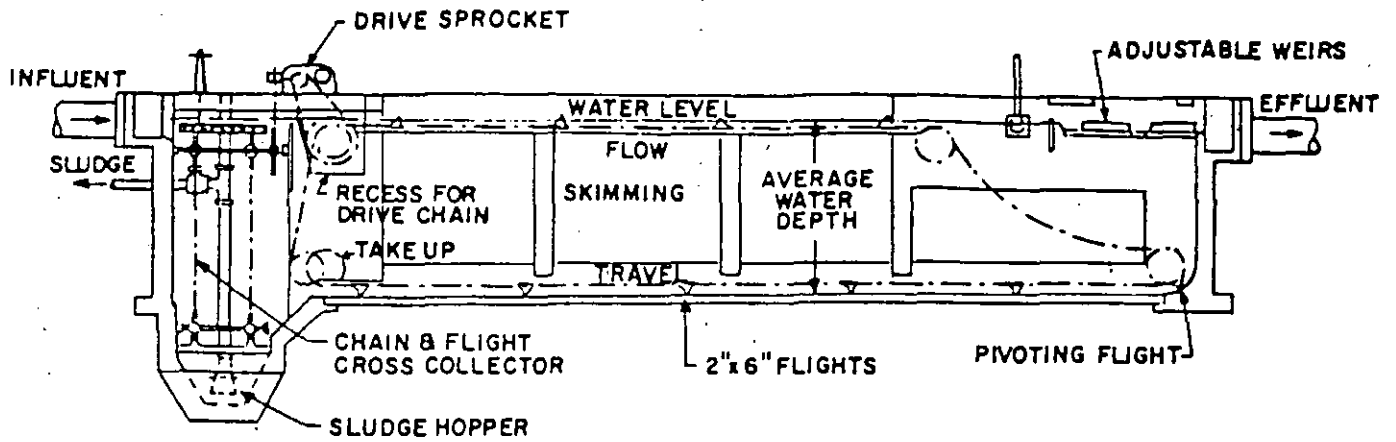 DRIVE SPROCKET
ADJUSTABLE WEIRS
INFLUENT
WATER LEVEL
EFFLUENT
FLOW
SLUDGE
RECESS FOR
DRIVE CHAIN
SKIMMING
AVERAGE
WATER
DEPTH
TAKE UP
TRAVEL
CHAIN & FLIGHT
CROSS COLLECTOR
2"x6" FLIGHTS
PIVOTING FLIGHT
SLUDGE HOPPER